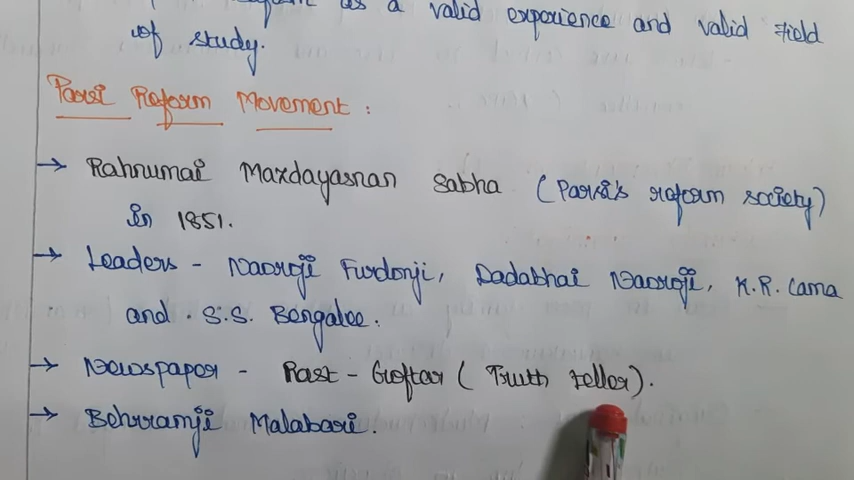 as a valid experience and valid field
of study.
Parsi Reform Movement :
→ Rahnumai Mazdayasnan Sabha (Parsi's reform society)
in 1851.
→ Leaders - Naoroji Furdonji, Dadabhai Naoroji, K.R. Cama
and S.S. Bengalee.
→ Newspaper - Rast-Goftar (Truth teller).
→ Behramji Malabari.